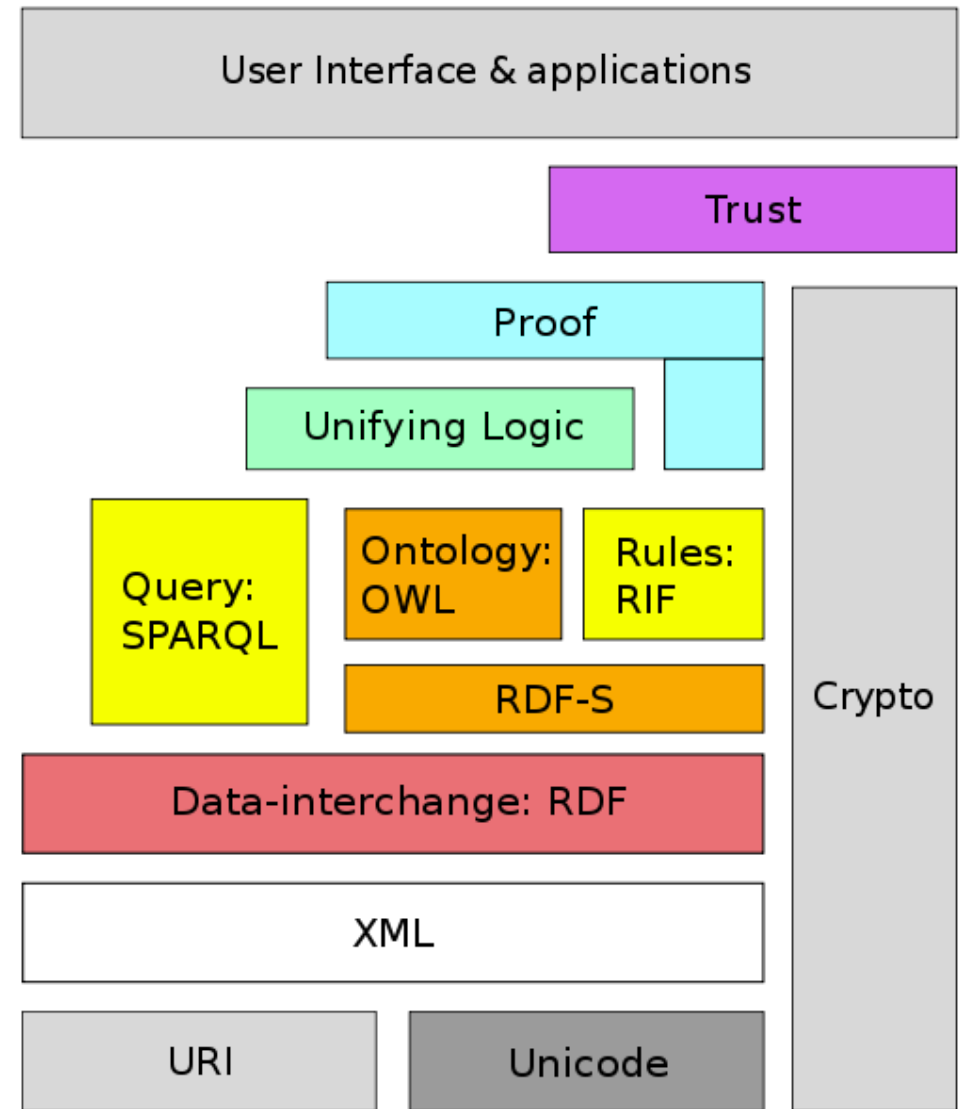 User Interface & applications
Trust
Proof
Unifying Logic
Query:
SPARQL
Ontology:
OWL
Rules:
RIF
RDF-S
Crypto
Data-interchange: RDF
XML
URI
Unicode